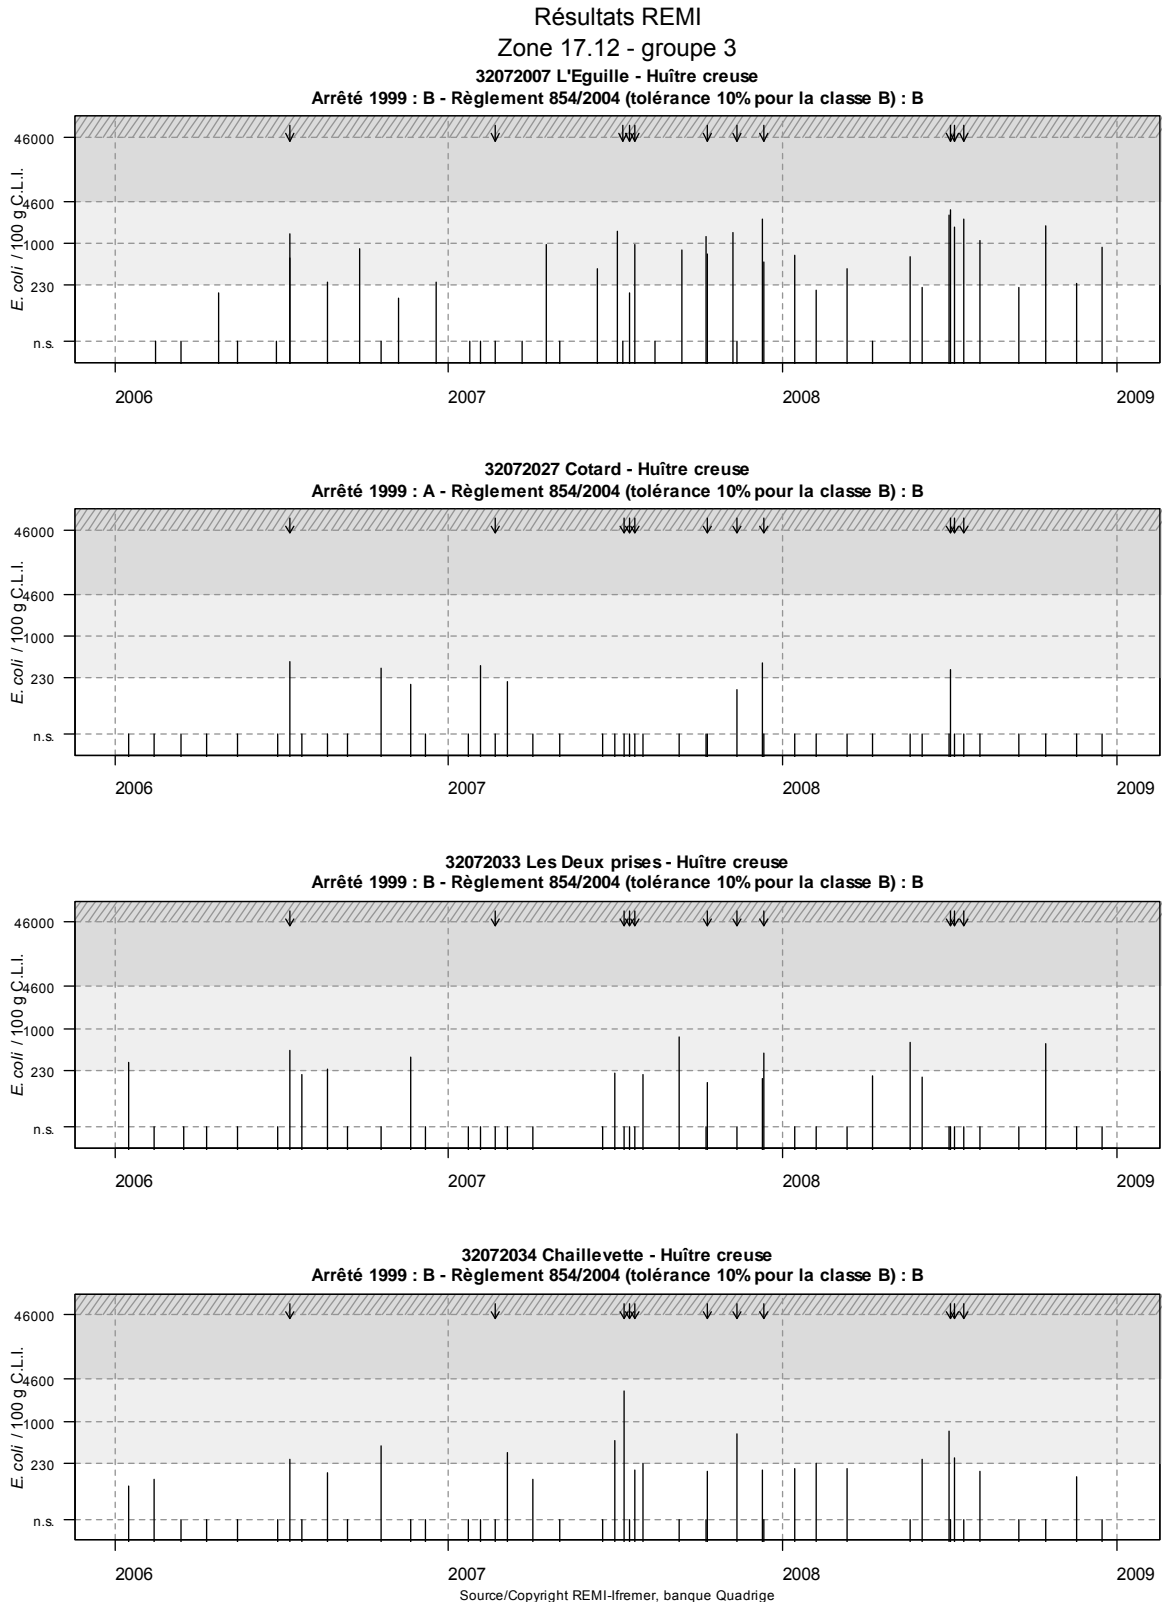 Résultats REMI
Zone 17.12 - groupe 3
32072007 L'Eguille - Huître creuse
Arrêté 1999 : B - Règlement 854/2004 (tolérance 10% pour la classe B) : B
E. coli / 100 g C.L.I.
46000
4600
1000
230
n.s.
2006 2007 2008 2009
32072027 Cotard - Huître creuse
Arrêté 1999 : A - Règlement 854/2004 (tolérance 10% pour la classe B) : B
E. coli / 100 g C.L.I.
46000
4600
1000
230
n.s.
2006 2007 2008 2009
32072033 Les Deux prises - Huître creuse
Arrêté 1999 : B - Règlement 854/2004 (tolérance 10% pour la classe B) : B
E. coli / 100 g C.L.I.
46000
4600
1000
230
n.s.
2006 2007 2008 2009
32072034 Chaillevette - Huître creuse
Arrêté 1999 : B - Règlement 854/2004 (tolérance 10% pour la classe B) : B
E. coli / 100 g C.L.I.
46000
4600
1000
230
n.s.
2006 2007 2008 2009
Source/Copyright REMI-Ifremer, banque Quadrige